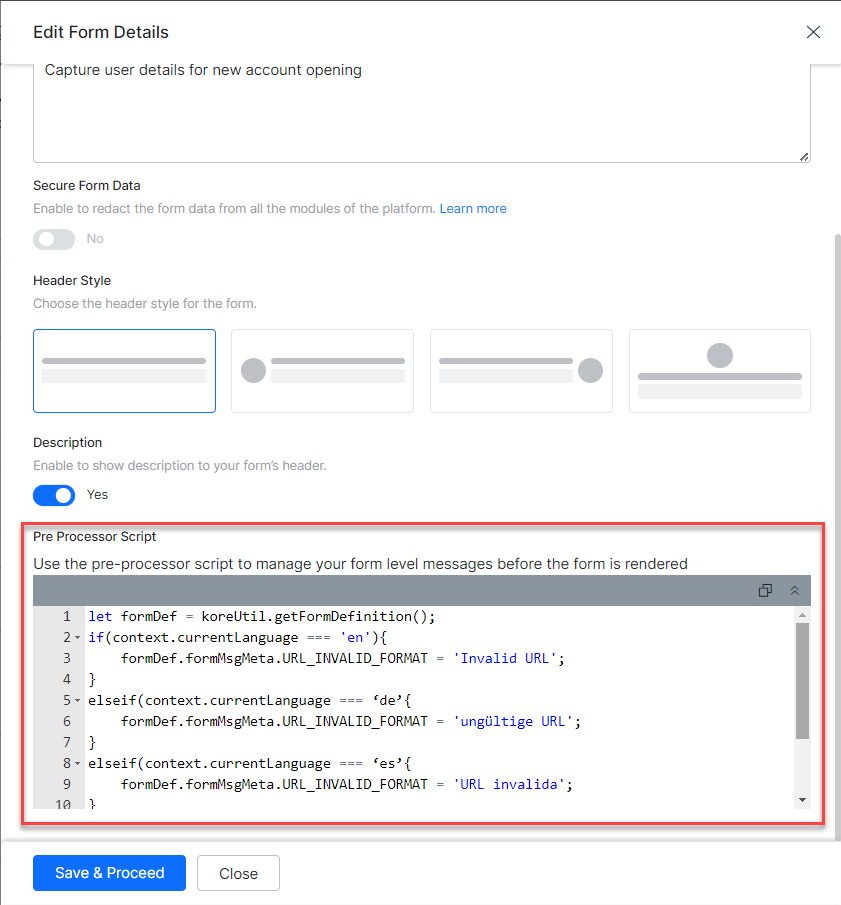 Edit Form Details
Capture user details for new account opening
Secure Form Data
Enable to redact the form data from all the modules of the platform. Learn more
No
Header Style
Choose the header style for the form.
Description
Enable to show description to your form's header.
Yes
Pre Processor Script
Use the pre-processor script to manage your form level messages before the form is rendered
1 let formDef = koreUtil.getFormDefinition();
2 if(context.currentLanguage === 'en'){
3 formDef.formMsgMeta.URL_INVALID_FORMAT = 'Invalid URL';
4 }
5 elseif(context.currentLanguage === ‘de’{
6 formDef.formMsgMeta.URL_INVALID_FORMAT = 'ungültige URL';
7 }
8 elseif(context.currentLanguage === ‘es’{
9 formDef.formMsgMeta.URL_INVALID_FORMAT = 'URL invalida';
10 }
Save & Proceed
Close